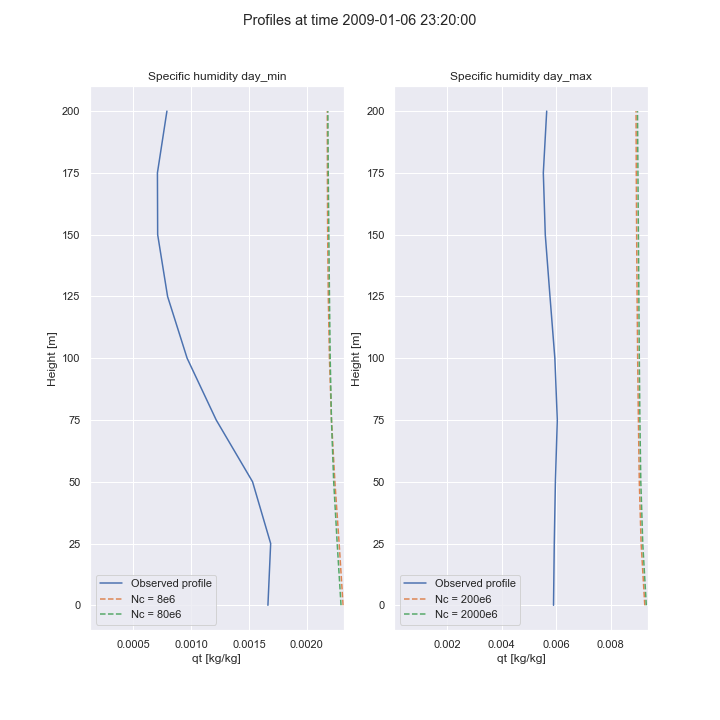 Profiles at time 2009-01-06 23:20:00
Specific humidity day_min
200
175
150
125
100
75
50
25
0
Height [m]
Observed profile
Nc = 8e6
Nc = 80e6
0.0005 0.0010 0.0015 0.0020
qt [kg/kg]
Specific humidity day_max
200
175
150
125
100
75
50
25
0
Height [m]
Observed profile
Nc = 200e6
Nc = 2000e6
0.002 0.004 0.006 0.008
qt [kg/kg]